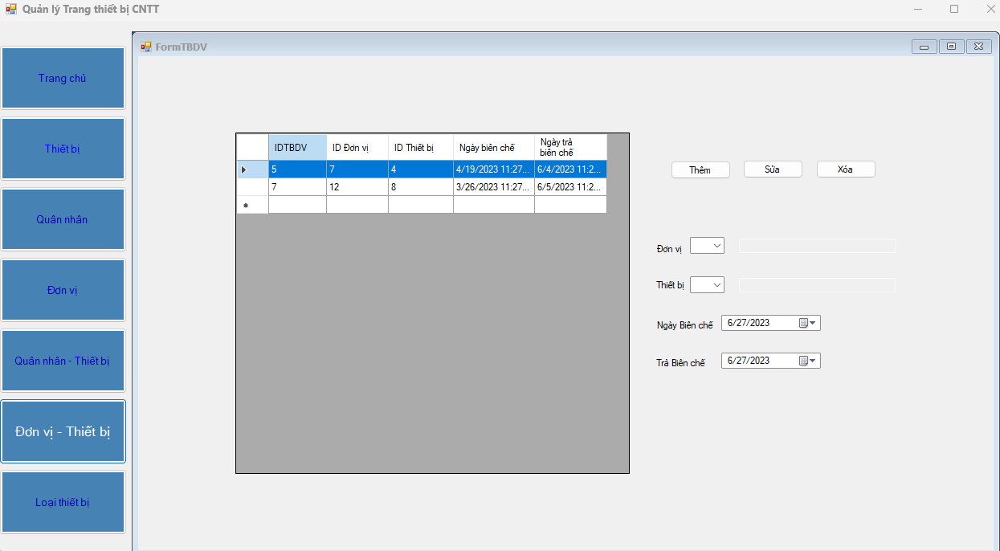 Quản lý Trang thiết bị CNTT
FormTBDV
Trang chủ
Thiết bị
Quân nhân
Đơn vị
Quân nhân - Thiết bị
Đơn vị - Thiết bị
Loại thiết bị
IDTBDV
ID Đơn vị
ID Thiết bị
Ngày biên chế
Ngày trả
biên chế
5 7 4 4/19/2023 11:27... 6/4/2023 11:2...
7 12 8 3/26/2023 11:27... 6/5/2023 11:2...
Thêm
Sửa
Xóa
Đơn vị
Thiết bị
Ngày Biên chế 6/27/2023
Trả Biên chế 6/27/2023